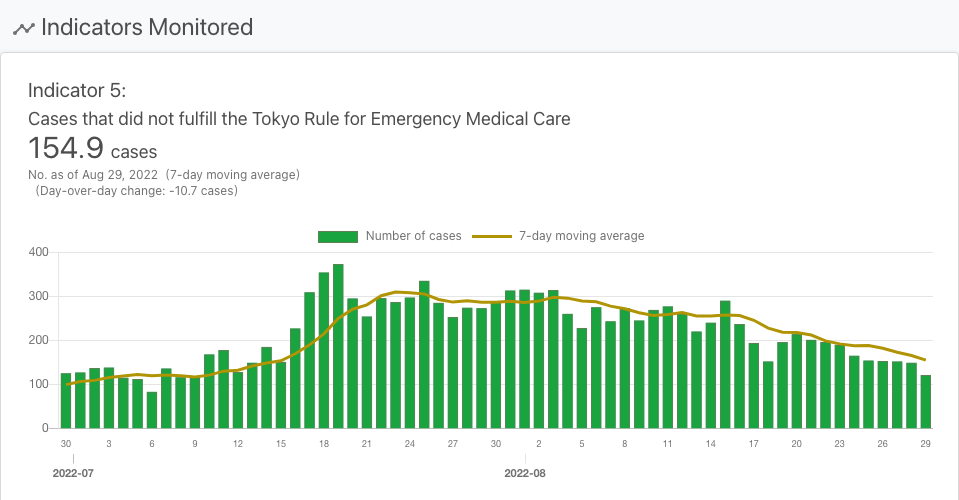 Indicators Monitored
Indicator 5:
Cases that did not fulfill the Tokyo Rule for Emergency Medical Care
154.9 cases
No. as of Aug 29, 2022 (7-day moving average)
(Day-over-day change: -10.7 cases)
Number of cases 7-day moving average
400
300
200
100
0
30 3 6 9 12 15 18 21 24 27 30 2 5 8 11 14 17 20 23 26 29
2022-07 2022-08